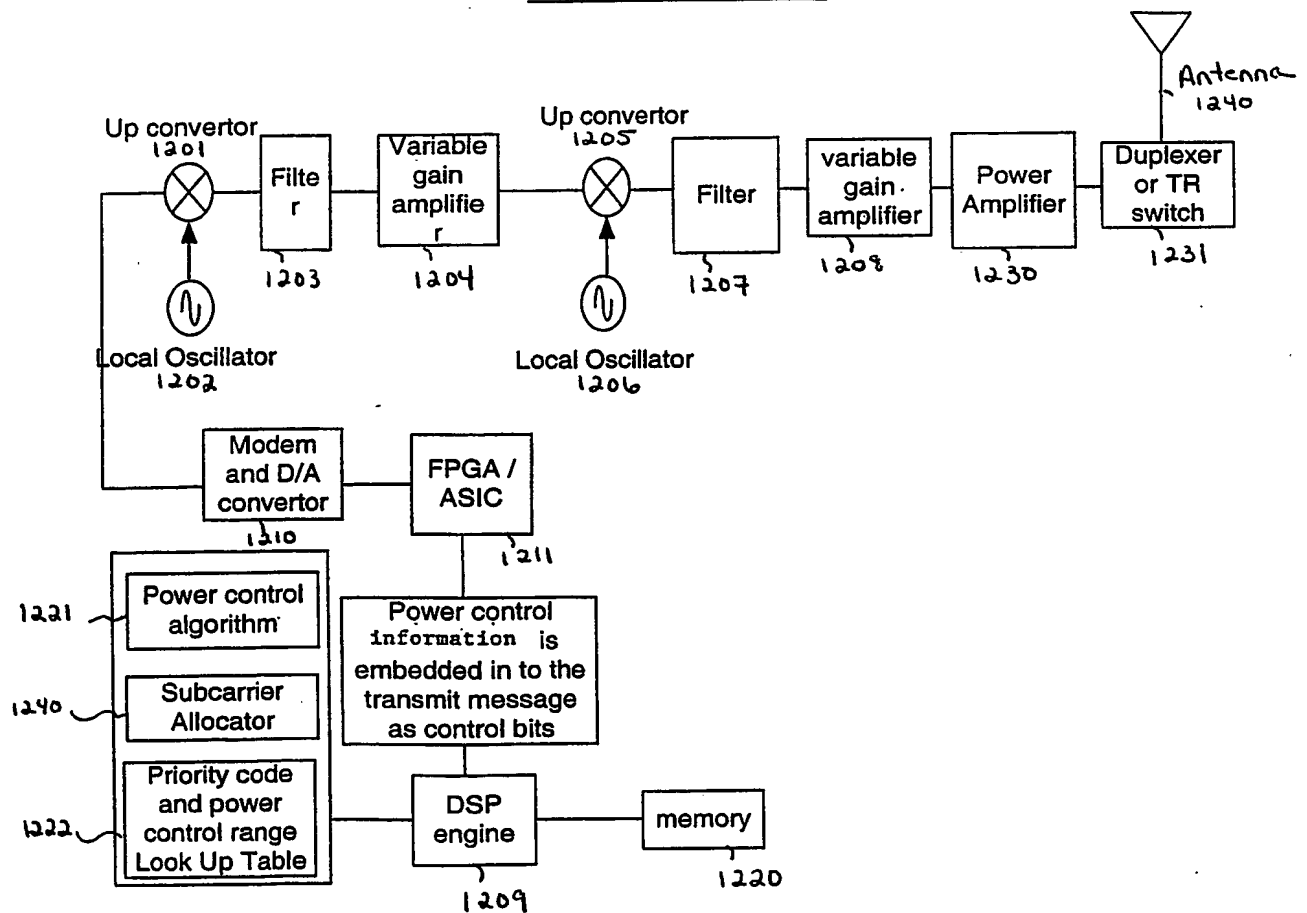 Antenna
1240
Up convertor
1201
Filte
r
1203
Variable
gain
amplifie
r
1204
Up convertor
1205
Filter
1207
variable
gain
amplifier
1208
Power
Amplifier
1230
Duplexer
or TR
switch
1231
Local Oscillator
1202
Local Oscillator
1206
Modem
and D/A
convertor
1210
FPGA /
ASIC
1211
1221
Power control
algorithm
1240
Subcarrier
Allocator
1222
Priority code
and power
control range
Look Up Table
Power control
information is
embedded in to the
transmit message
as control bits
DSP
engine
1209
memory
1220